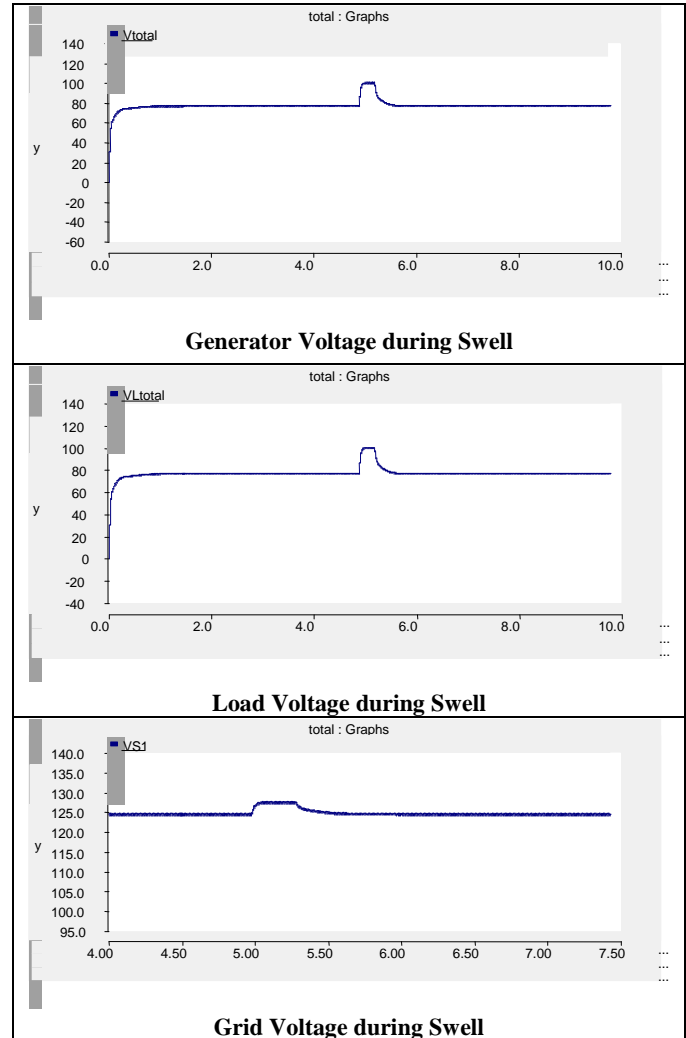 total : Graphs
Vtotal
140
120
100
80
60
40
20
0
-20
-40
-60
y
0.0 2.0 4.0 6.0 8.0 10.0
...
...
...
Generator Voltage during Swell
total : Graphs
VLtotal
140
120
100
80
60
40
20
0
-20
-40
y
0.0 2.0 4.0 6.0 8.0 10.0
...
...
...
Load Voltage during Swell
total : Graphs
VS1
140.0
135.0
130.0
125.0
120.0
115.0
110.0
105.0
100.0
95.0
y
4.00 4.50 5.00 5.50 6.00 6.50 7.00 7.50
...
...
...
Grid Voltage during Swell